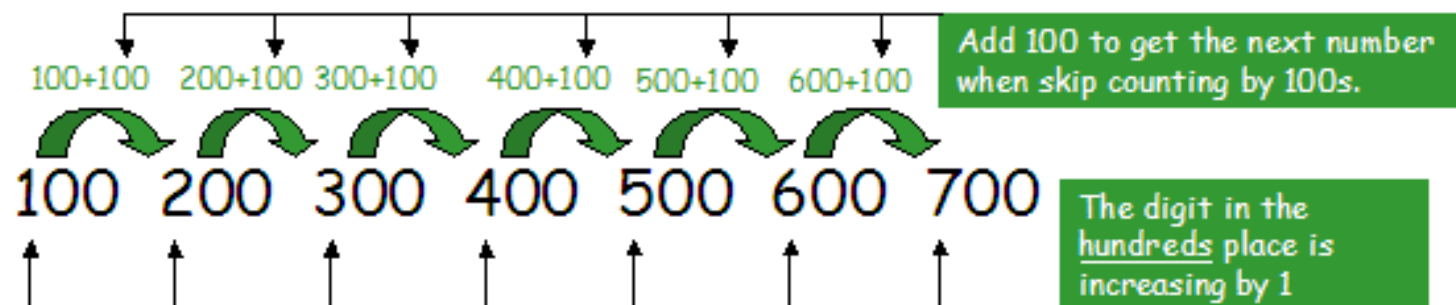 Add 100 to get the next number
when skip counting by 100s.
100+100 200+100 300+100 400+100 500+100 600+100
100 200 300 400 500 600 700
The digit in the
hundreds place is
increasing by 1